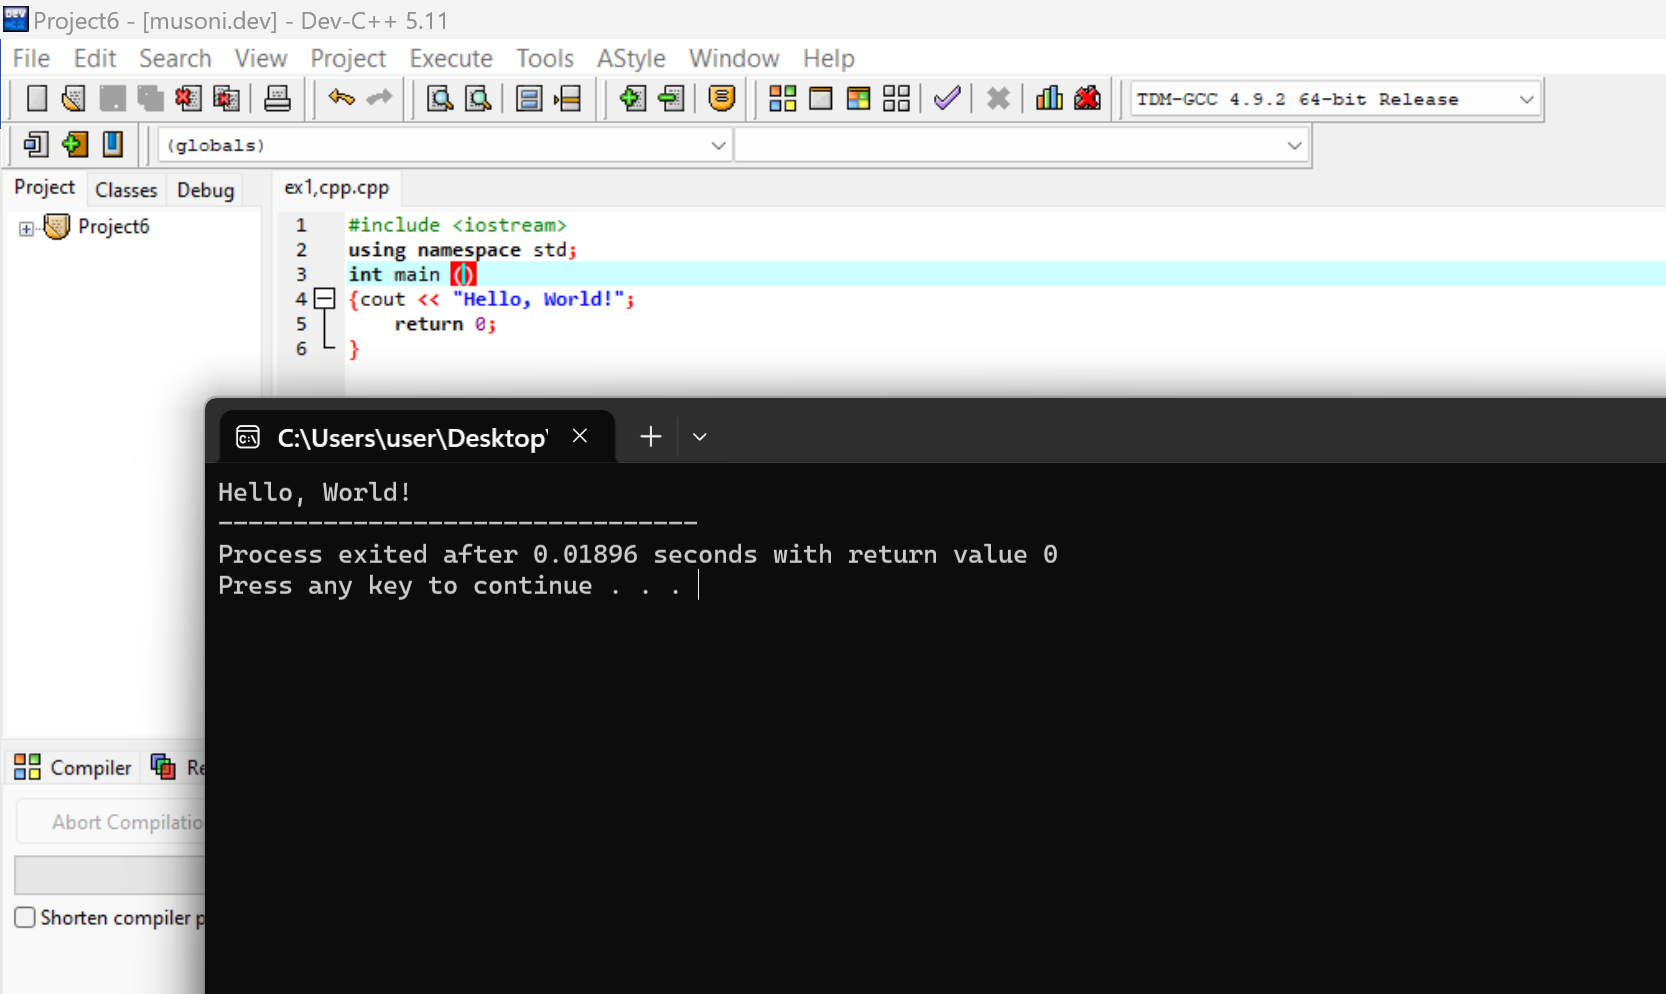 Project6 - [musoni.dev] - Dev-C++ 5.11
File Edit Search View Project Execute Tools AStyle Window Help
TDM-GCC 4.9.2 64-bit Release
(globals)
Project Classes Debug
ex1,cpp.cpp
Project6
1 #include <iostream>
2 using namespace std;
3 int main ()
4 {cout << "Hello, World!";
5 return 0;
6 }
C:\Users\user\Desktop\
Hello, World!
--------------------------------
Process exited after 0.01896 seconds with return value 0
Press any key to continue . . .
Compiler
Abort Compilatio
Shorten compiler p